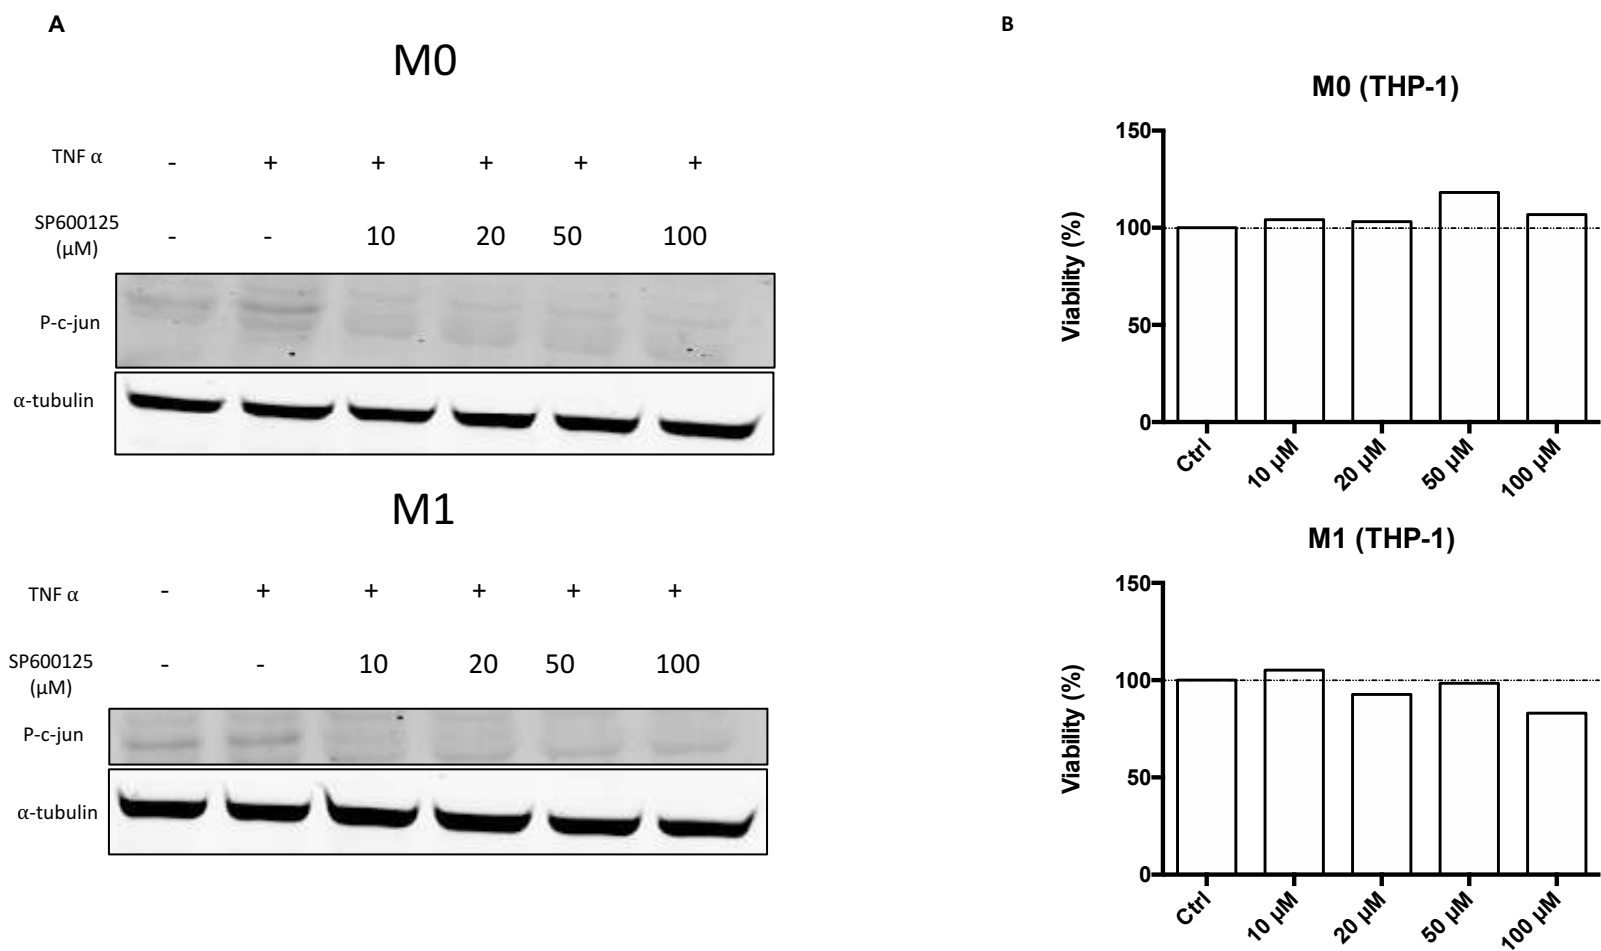 A
M0
TNF α - + + + + +
SP600125
(µM) - - 10 20 50 100
P-c-jun
α-tubulin
M1
TNF α - + + + + +
SP600125
(µM) - - 10 20 50 100
P-c-jun
α-tubulin
B
M0 (THP-1)
Viability (%)
150
100
50
0
Ctrl 10 µM 20 µM 50 µM 100 µM
M1 (THP-1)
Viability (%)
150
100
50
0
Ctrl 10 µM 20 µM 50 µM 100 µM